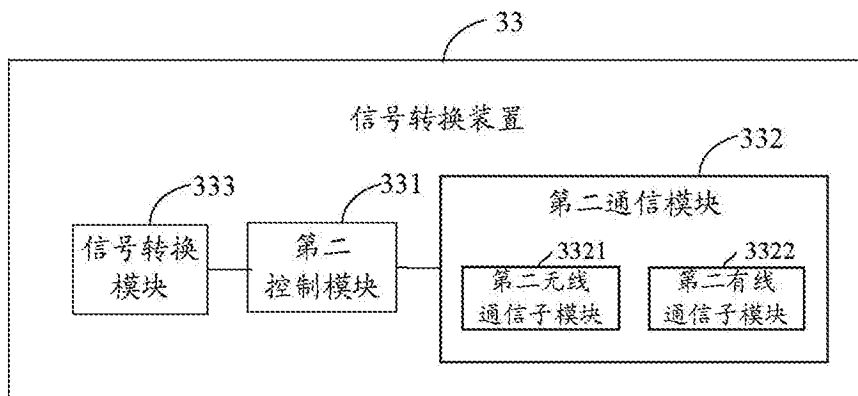 33
信号转换装置
333
331
332
信号转换
模块
第二
控制模块
第二通信模块
3321
3322
第二无线
通信子模块
第二有线
通信子模块